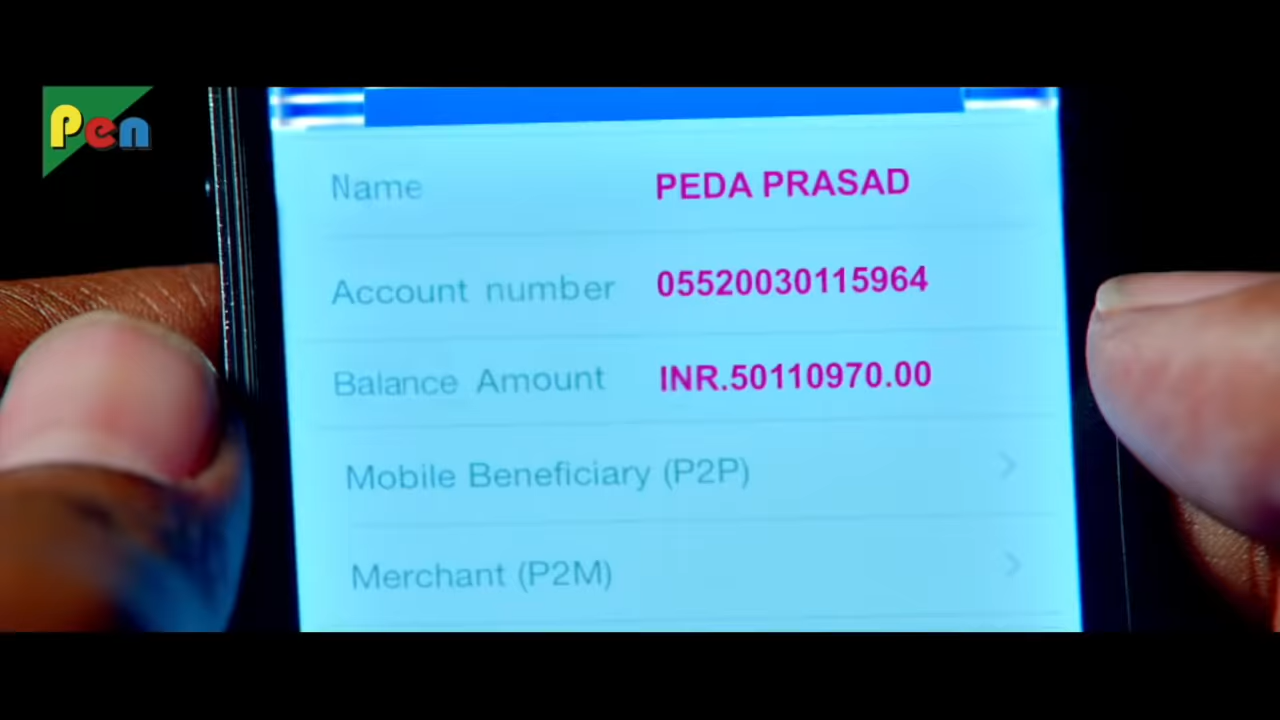 Pen
Name PEDA PRASAD
Account number 05520030115964
Balance Amount INR.50110970.00
Mobile Beneficiary (P2P)
Merchant (P2M)